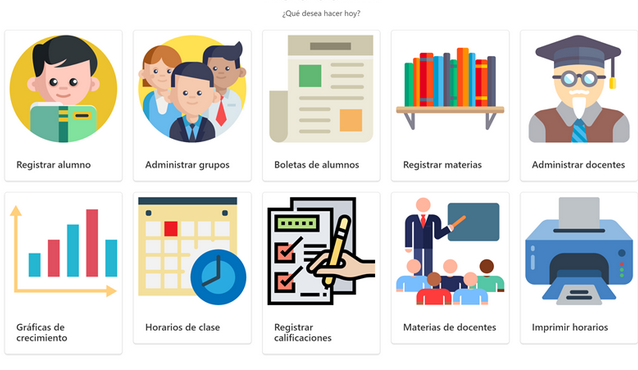 ¿Qué desea hacer hoy?
Registrar alumno
Administrar grupos
Boletas de alumnos
Registrar materias
Administrar docentes
Gráficas de
crecimiento
Horarios de clase
Registrar
calificaciones
Materias de docentes
Imprimir horarios